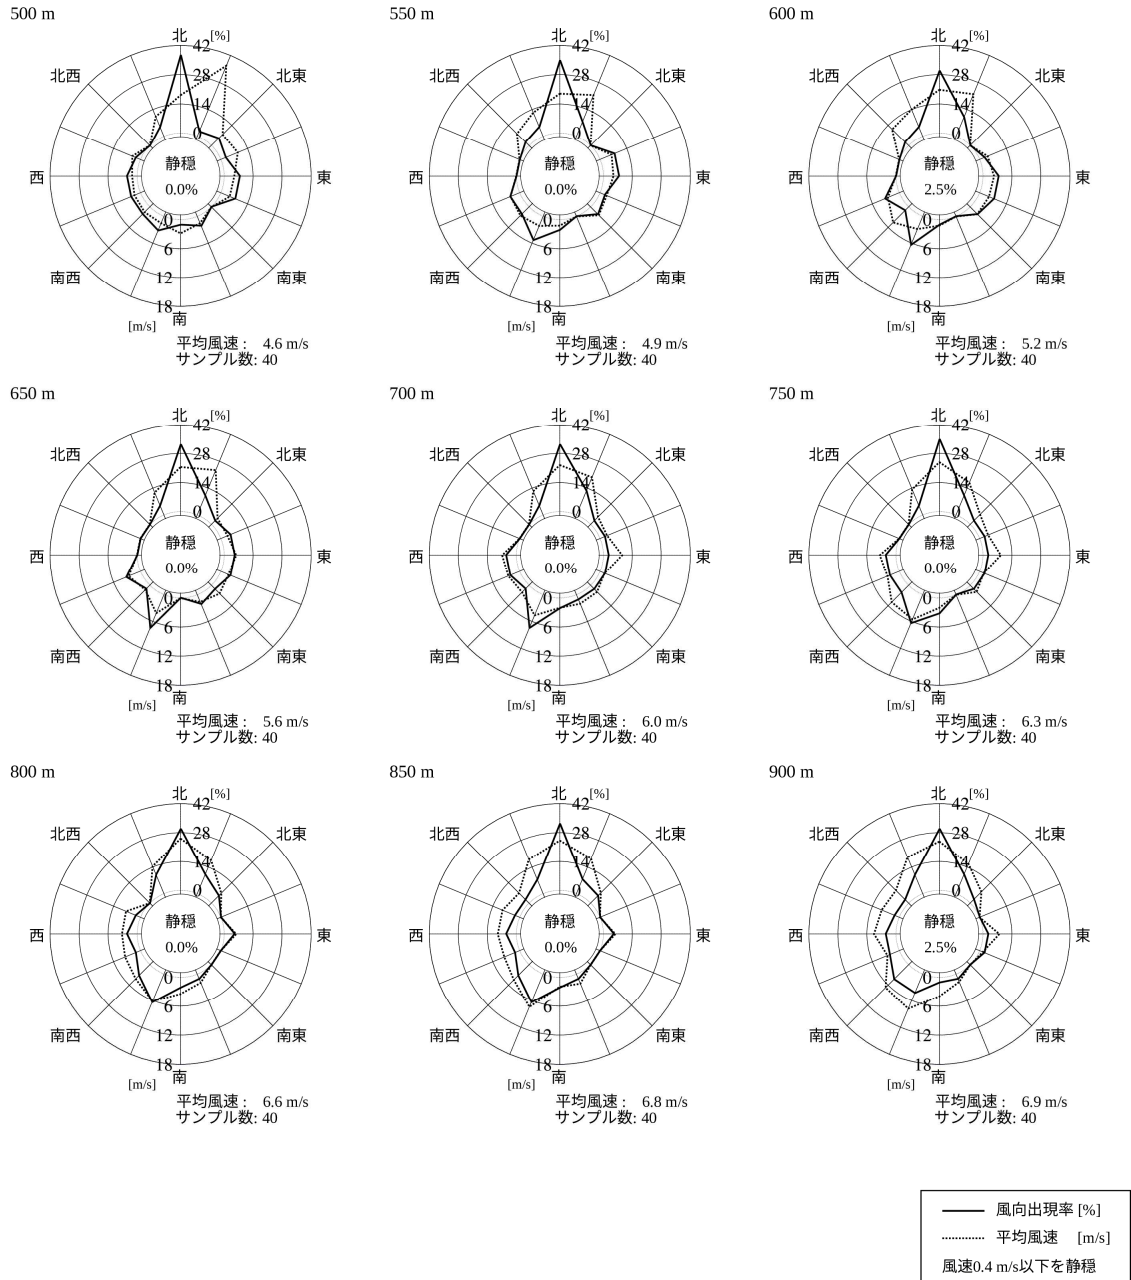 500 m
550 m
600 m
北 [%]
北 [%]
北 [%]
42
42
42
北西
28
北東
北西
28
北東
北西
28
北東
14
14
14
0
0
0
静穏
静穏
静穏
西
0.0%
東
西
0.0%
東
西
2.5%
東
0
0
0
6
6
6
南西
12
南東
南西
12
南東
南西
12
南東
18
18
18
[m/s] 南
[m/s] 南
[m/s] 南
平均風速 : 4.6 m/s
平均風速 : 4.9 m/s
平均風速 : 5.2 m/s
サンプル数: 40
サンプル数: 40
サンプル数: 40
650 m
700 m
750 m
北 [%]
北 [%]
北 [%]
42
42
42
北西
28
北東
北西
28
北東
北西
28
北東
14
14
14
0
0
0
静穏
静穏
静穏
西
0.0%
東
西
0.0%
東
西
0.0%
東
0
0
0
6
6
6
南西
12
南東
南西
12
南東
南西
12
南東
18
18
18
[m/s] 南
[m/s] 南
[m/s] 南
平均風速 : 5.6 m/s
平均風速 : 6.0 m/s
平均風速 : 6.3 m/s
サンプル数: 40
サンプル数: 40
サンプル数: 40
800 m
850 m
900 m
北 [%]
北 [%]
北 [%]
42
42
42
北西
28
北東
北西
28
北東
北西
28
北東
14
14
14
0
0
0
静穏
静穏
静穏
西
0.0%
東
西
0.0%
東
西
2.5%
東
0
0
0
6
6
6
南西
12
南東
南西
12
南東
南西
12
南東
18
18
18
[m/s] 南
[m/s] 南
[m/s] 南
平均風速 : 6.6 m/s
平均風速 : 6.8 m/s
平均風速 : 6.9 m/s
サンプル数: 40
サンプル数: 40
サンプル数: 40
風向出現率 [%]
平均風速 [m/s]
風速0.4 m/s以下を静穏